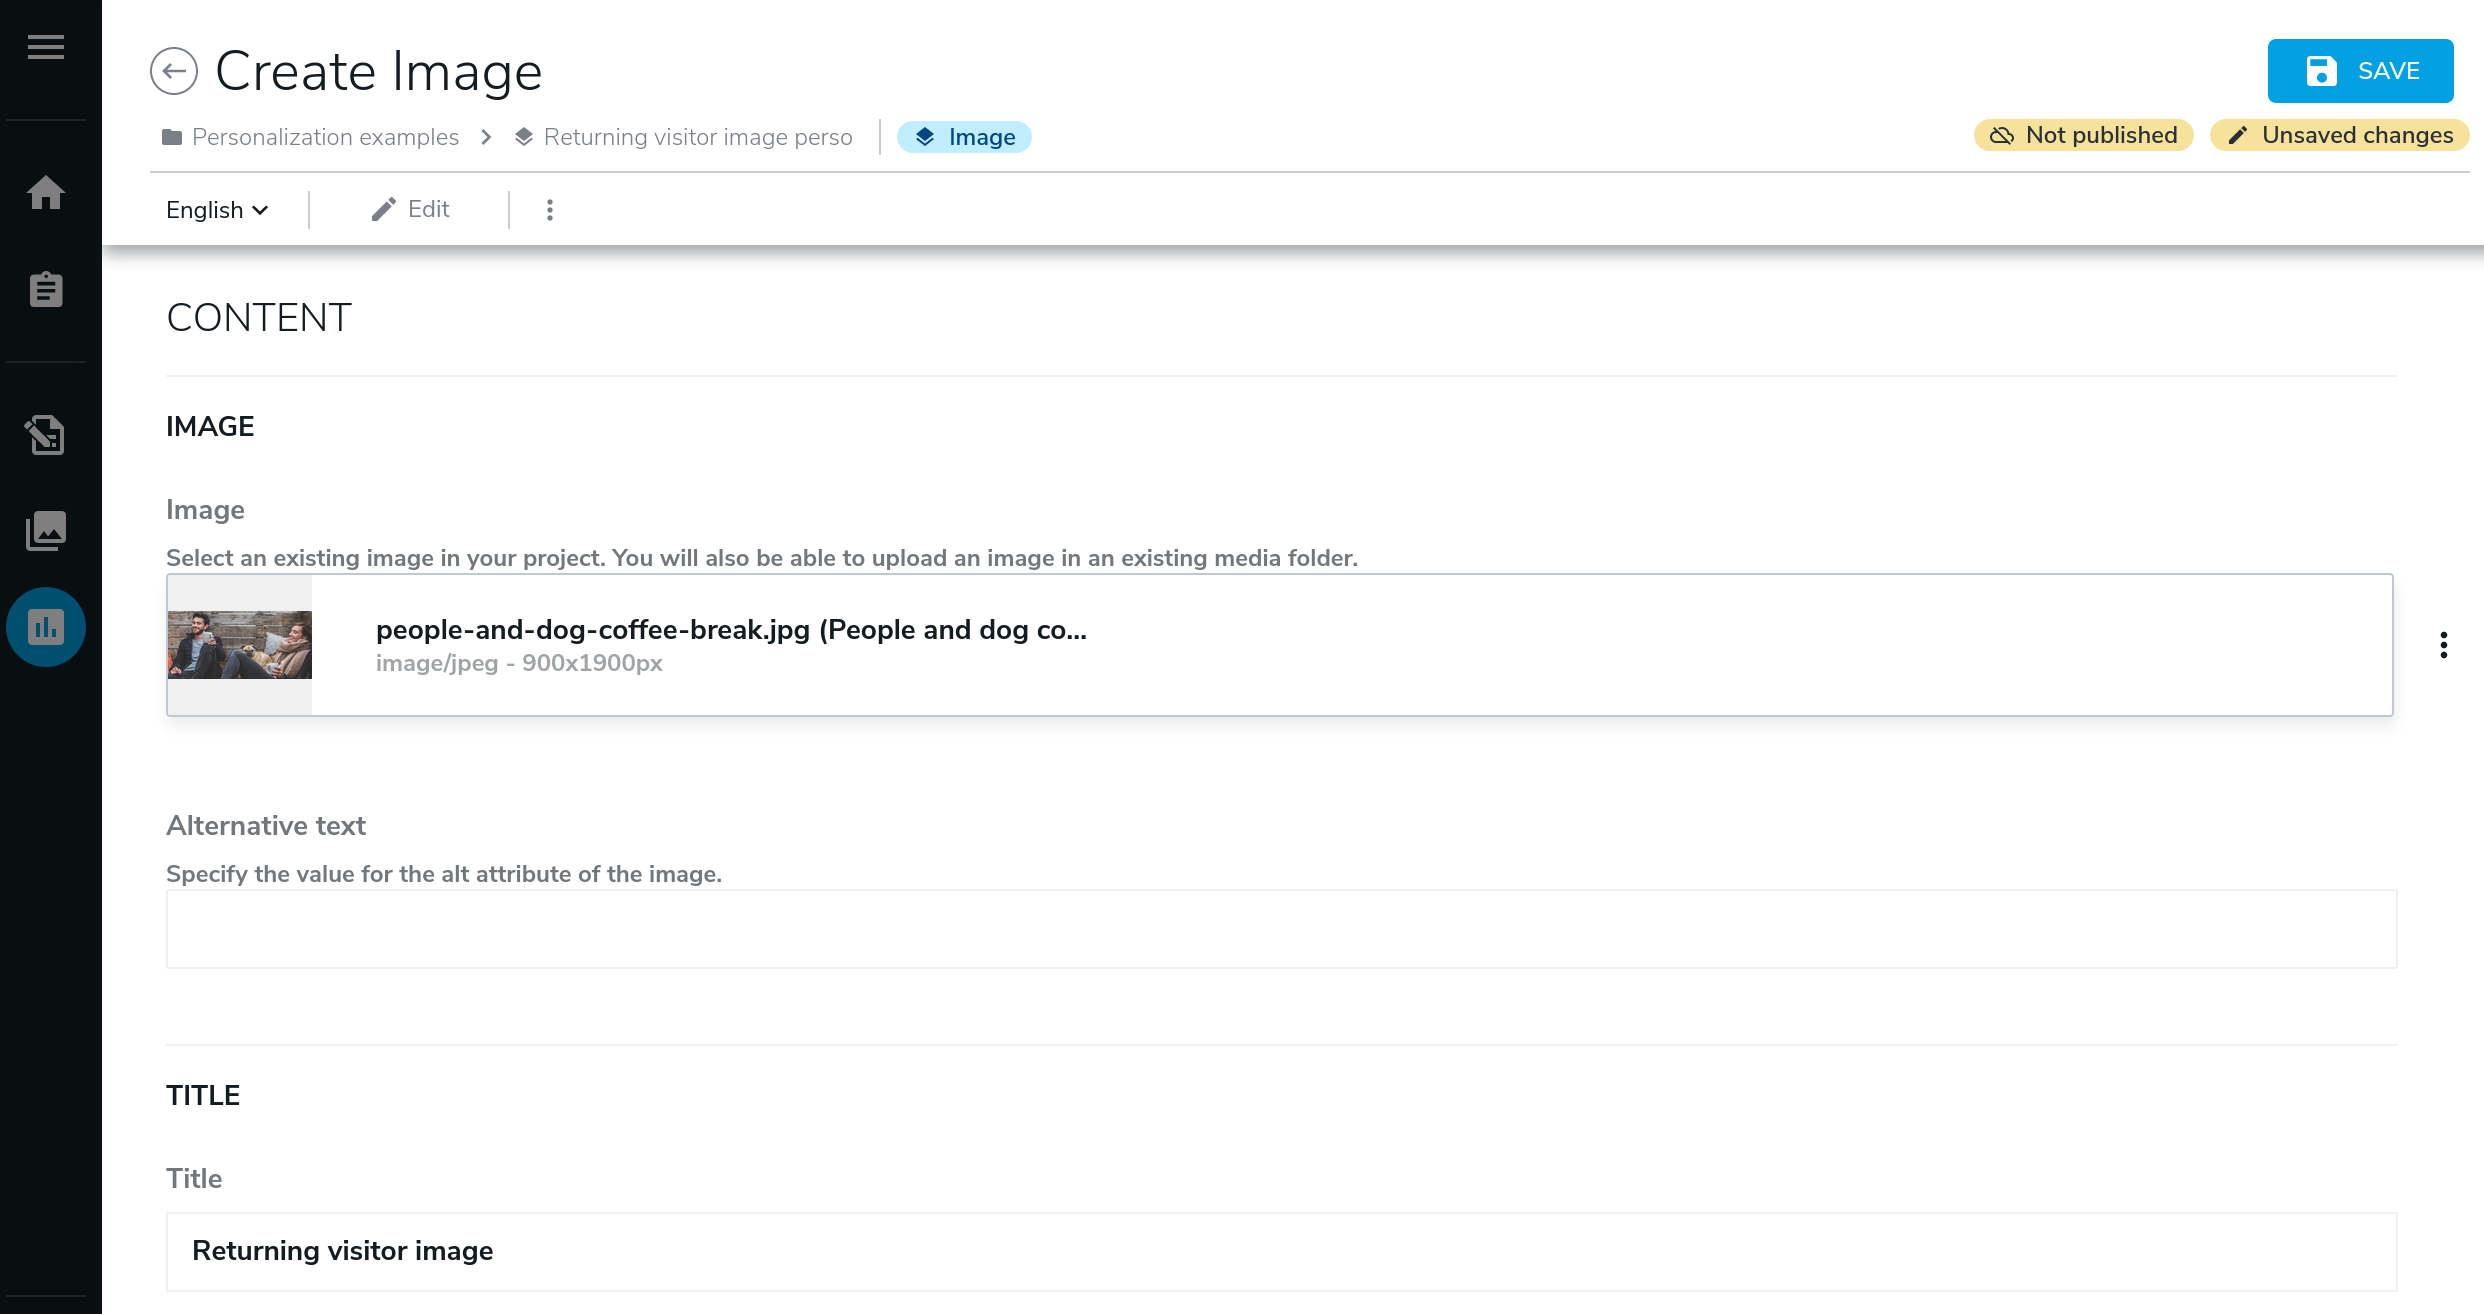 Create Image
SAVE
Personalization examples
Returning visitor image perso
Image
Not published
Unsaved changes
English
Edit
CONTENT
IMAGE
Image
Select an existing image in your project. You will also be able to upload an image in an existing media folder.
people-and-dog-coffee-break.jpg (People and dog co...
image/jpeg - 900x1900px
Alternative text
Specify the value for the alt attribute of the image.
TITLE
Title
Returning visitor image